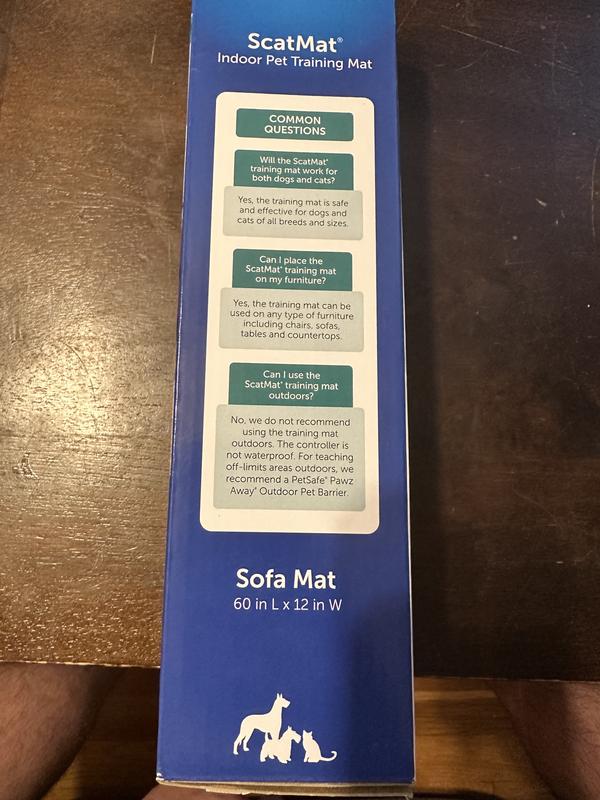 ScatMat®
Indoor Pet Training Mat
COMMON
QUESTIONS
Will the ScatMat®
training mat work for
both dogs and cats?
Yes, the training mat is safe
and effective for dogs and
cats of all breeds and sizes.
Can I place the
ScatMat® training mat
on my furniture?
Yes, the training mat can be
used on any type of furniture
including chairs, sofas,
tables and countertops.
Can I use the
ScatMat® training mat
outdoors?
No, we do not recommend
using the training mat
outdoors. The controller is
not waterproof. For teaching
off-limits areas outdoors, we
recommend a PetSafe® Pawz
Away® Outdoor Pet Barrier.
Sofa Mat
60 in L x 12 in W